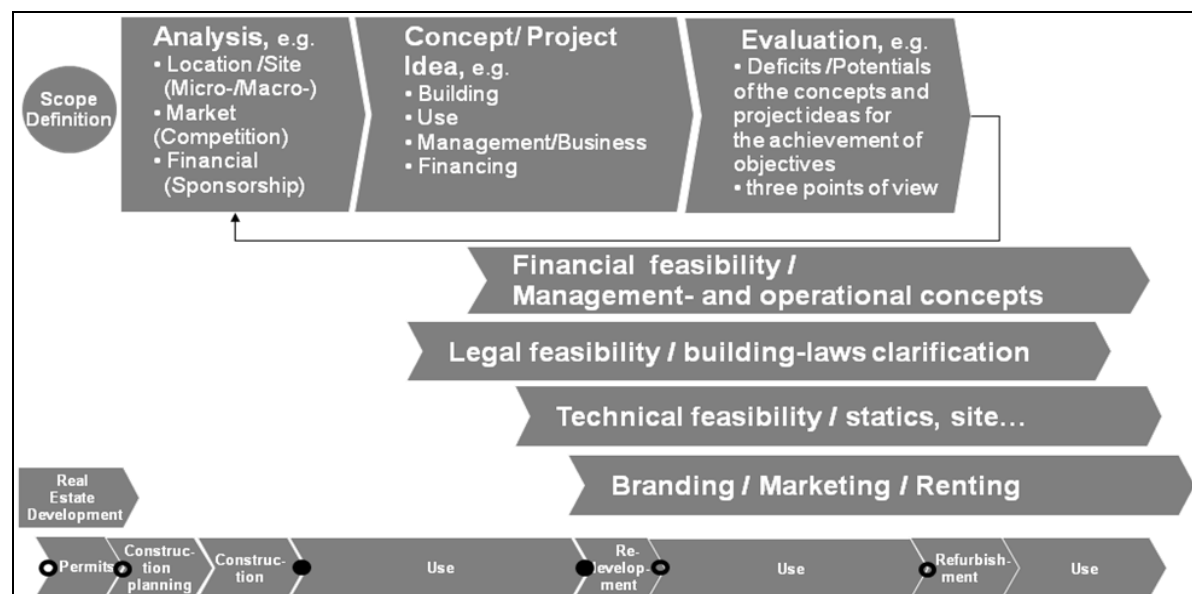 Scope
Definition
Analysis, e.g.
▪ Location /Site
(Micro-/Macro-)
▪ Market
(Competition)
▪ Financial
(Sponsorship)
Concept/ Project
Idea, e.g.
▪ Building
▪ Use
▪ Management/Business
▪ Financing
Evaluation, e.g.
▪ Deficits /Potentials
of the concepts and
project ideas for
the achievement of
objectives
▪ three points of view
Financial feasibility /
Management- and operational concepts
Legal feasibility / building-laws clarification
Technical feasibility / statics, site...
Branding / Marketing / Renting
Real
Estate
Development
Permits
Construc-
tion
planning
Construc-
tion
Use
Re-
develop-
ment
Use
Refurbish-
ment
Use